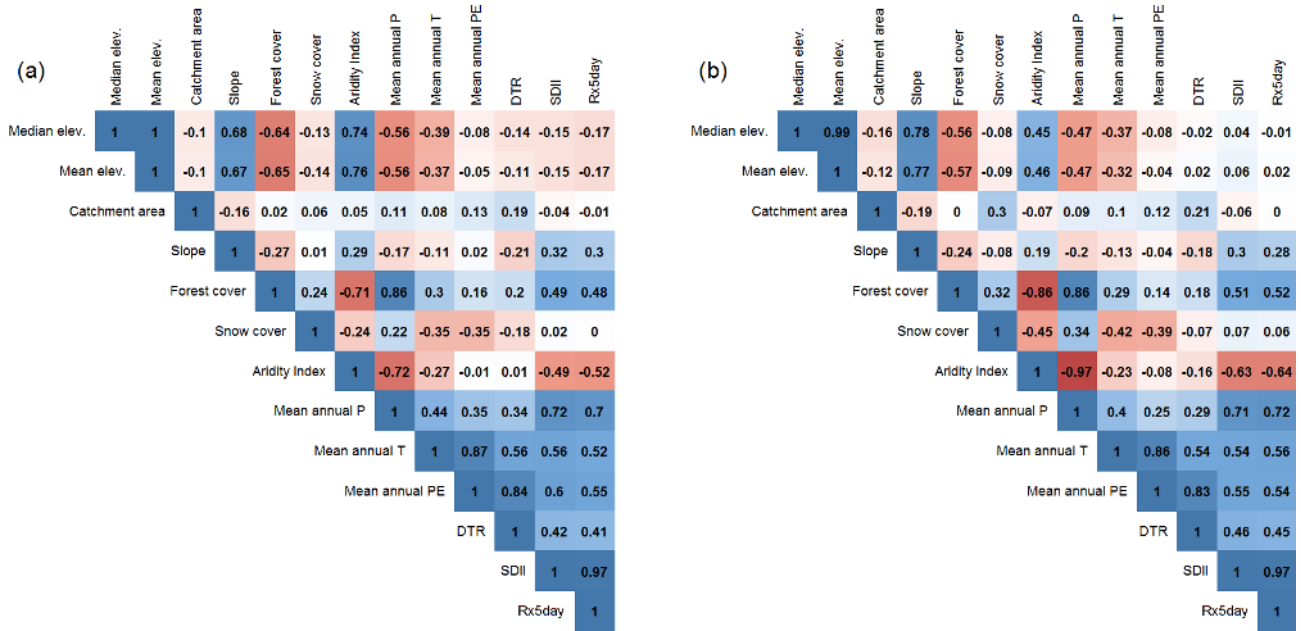 (a)
Median elev.
Mean elev.
Catchment area
Slope
Forest cover
Snow cover
Aridity Index
Mean annual P
Mean annual T
Mean annual PE
DTR
SDII
Rx5day
Median elev. 1 1 -0.1 0.68 -0.64 -0.13 0.74 -0.56 -0.39 -0.08 -0.14 -0.15 -0.17
Mean elev. 1 -0.1 0.67 -0.65 -0.14 0.76 -0.56 -0.37 -0.05 -0.11 -0.15 -0.17
Catchment area 1 -0.16 0.02 0.06 0.05 0.11 0.08 0.13 0.19 -0.04 -0.01
Slope 1 -0.27 0.01 0.29 -0.17 -0.11 0.02 -0.21 0.32 0.3
Forest cover 1 0.24 -0.71 0.86 0.3 0.16 0.2 0.49 0.48
Snow cover 1 -0.24 0.22 -0.35 -0.35 -0.18 0.02 0
Aridity Index 1 -0.72 -0.27 -0.01 0.01 -0.49 -0.52
Mean annual P 1 0.44 0.35 0.34 0.72 0.7
Mean annual T 1 0.87 0.56 0.56 0.52
Mean annual PE 1 0.84 0.6 0.55
DTR 1 0.42 0.41
SDII 1 0.97
Rx5day 1
(b)
Median elev.
Mean elev.
Catchment area
Slope
Forest cover
Snow cover
Aridity Index
Mean annual P
Mean annual T
Mean annual PE
DTR
SDII
Rx5day
Median elev. 1 0.99 -0.16 0.78 -0.56 -0.08 0.45 -0.47 -0.37 -0.08 -0.02 0.04 -0.01
Mean elev. 1 -0.12 0.77 -0.57 -0.09 0.46 -0.47 -0.32 -0.04 0.02 0.06 0.02
Catchment area 1 -0.19 0 0.3 -0.07 0.09 0.1 0.12 0.21 -0.06 0
Slope 1 -0.24 -0.08 0.19 -0.2 -0.13 -0.04 -0.18 0.3 0.28
Forest cover 1 0.32 -0.86 0.86 0.29 0.14 0.18 0.51 0.52
Snow cover 1 -0.45 0.34 -0.42 -0.39 -0.07 0.07 0.06
Aridity Index 1 -0.97 -0.23 -0.08 -0.16 -0.63 -0.64
Mean annual P 1 0.4 0.25 0.29 0.71 0.72
Mean annual T 1 0.86 0.54 0.54 0.56
Mean annual PE 1 0.83 0.55 0.54
DTR 1 0.46 0.45
SDII 1 0.97
Rx5day 1